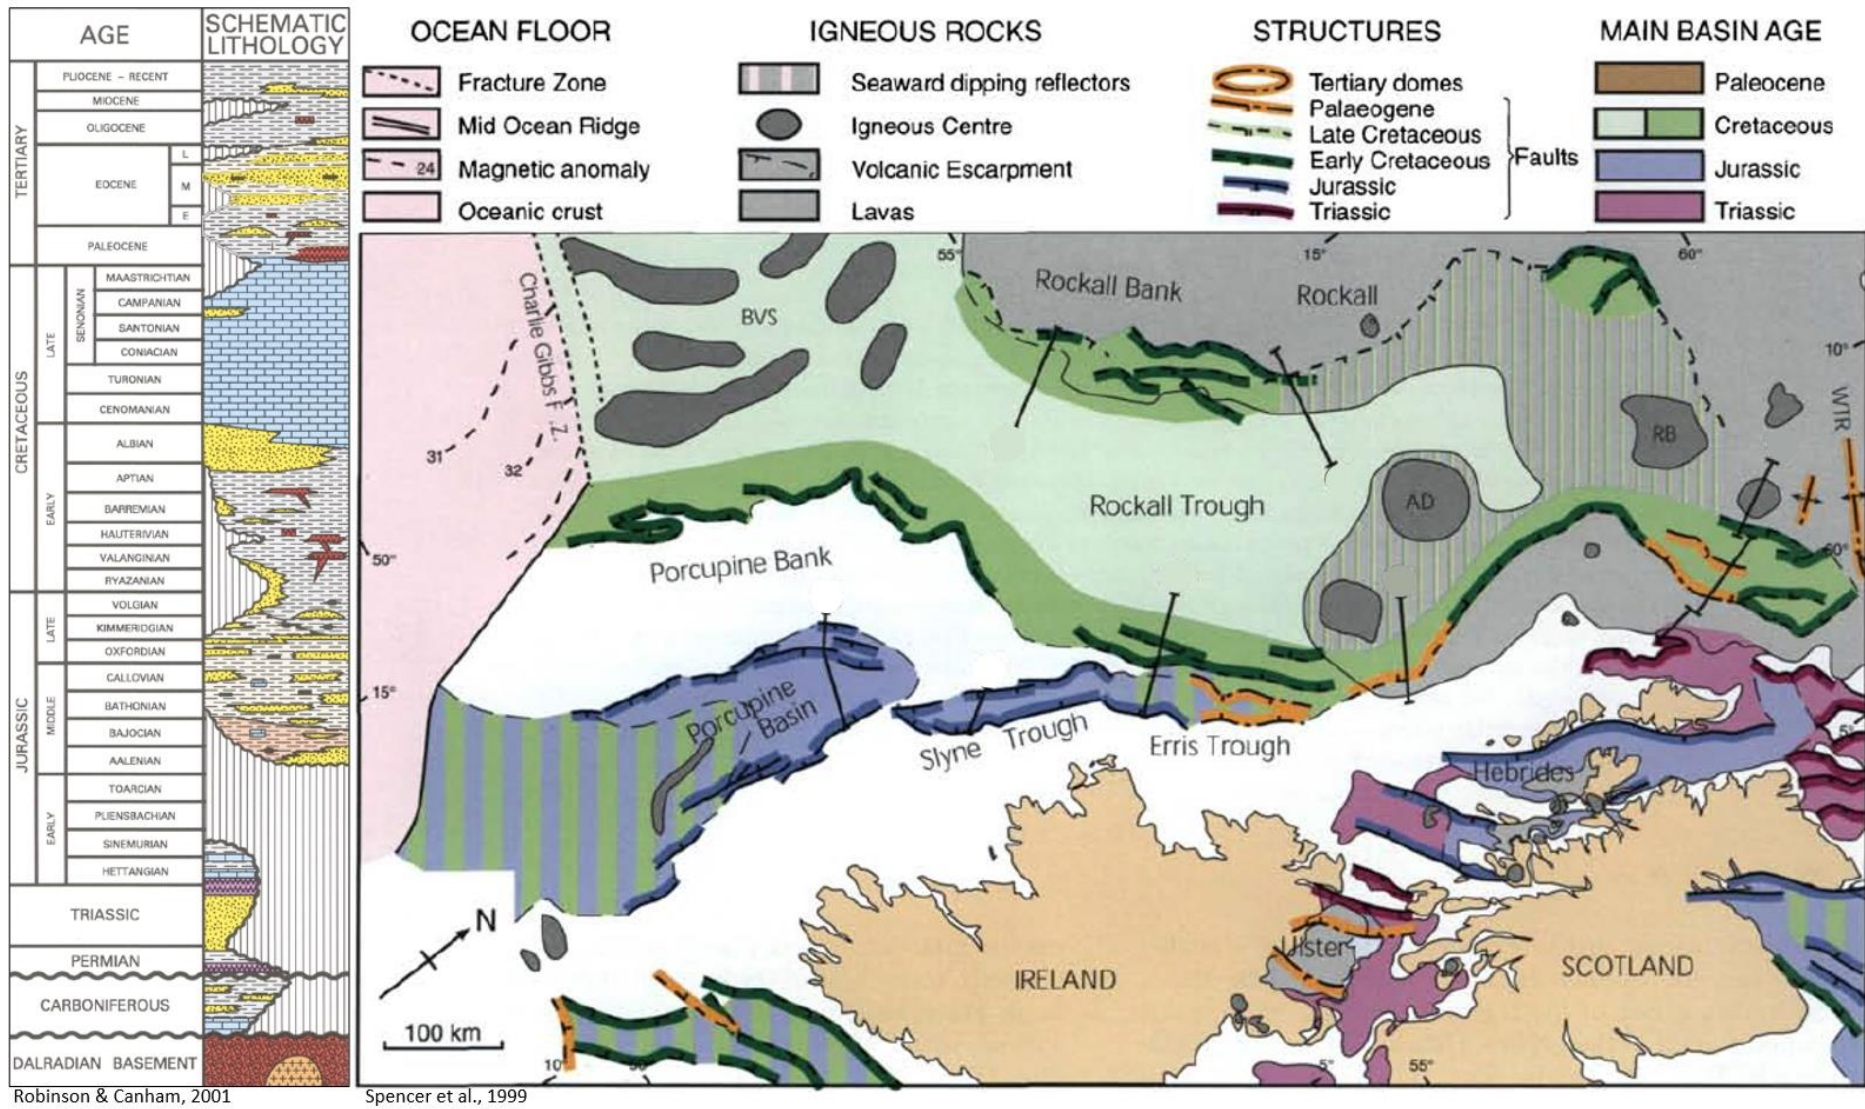 AGE
SCHEMATIC
LITHOLOGY
TERTIARY
PLIOCENE - RECENT
MIOCENE
OLIGOCENE
EOCENE
L
M
E
PALEOCENE
CRETACEOUS
LATE
SENONIAN
MAASTRICHTIAN
CAMPANIAN
SANTONIAN
CONIACIAN
TURONIAN
CENOMANIAN
EARLY
ALBIAN
APTIAN
BARREMIAN
HAUTERIVIAN
VALANGINIAN
RYAZANIAN
JURASSIC
LATE
VOLGIAN
KIMMERIDGIAN
OXFORDIAN
MIDDLE
CALLOVIAN
BATHONIAN
BAJOCIAN
AALENIAN
EARLY
TOARCIAN
PLIENSBACHIAN
SINEMURIAN
HETTANGIAN
TRIASSIC
PERMIAN
CARBONIFEROUS
DALRADIAN BASEMENT
Robinson & Canham, 2001
OCEAN FLOOR
Fracture Zone
Mid Ocean Ridge
24
Magnetic anomaly
Oceanic crust
IGNEOUS ROCKS
Seaward dipping reflectors
Igneous Centre
Volcanic Escarpment
Lavas
STRUCTURES
Tertiary domes
Palaeogene
Late Cretaceous
Early Cretaceous
Jurassic
Triassic
Faults
MAIN BASIN AGE
Paleocene
Cretaceous
Jurassic
Triassic
55°
15°
60°
Charlie Gibbs F. Z.
BVS
Rockall Bank
Rockall
10°
WTR
RB
31
32
AD
Rockall Trough
50°
60°
Porcupine Bank
15°
Porcupine
Basin
Slyne Trough
Erris Trough
5°
Hebrides
N
Ulster
IRELAND
SCOTLAND
100 km
10°
50°
5°
55°
Spencer et al., 1999